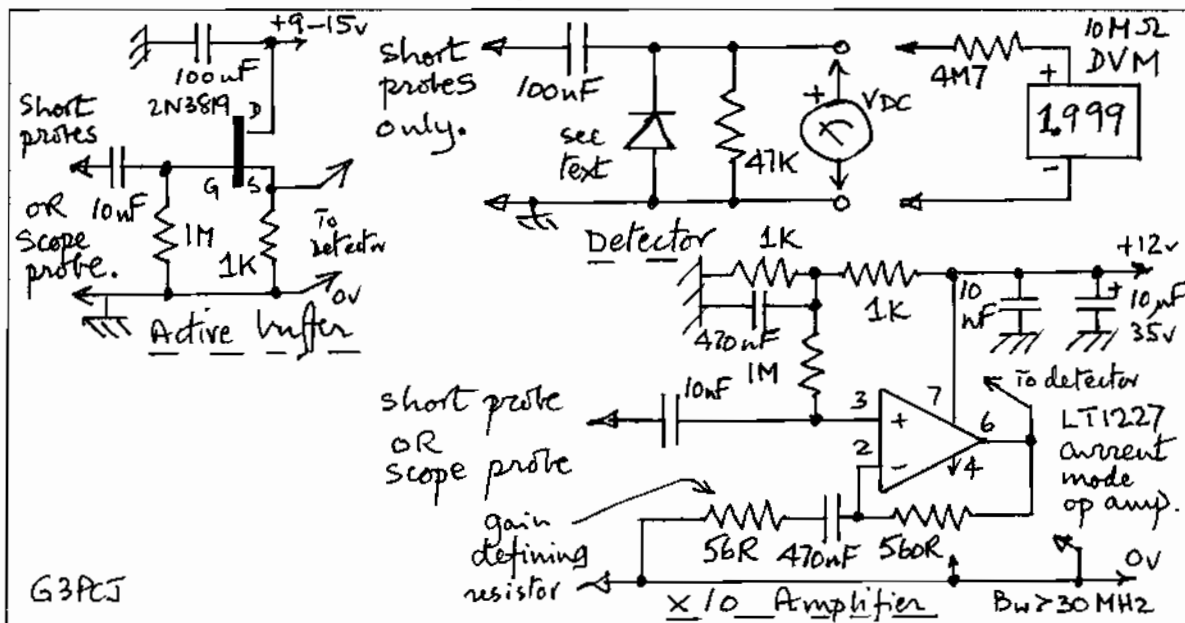 +9-15v
100nF
2N3819
D
Short
probes
G
S
10nF
OR
Scope
probe.
1M
1K
To
detector
0v
Active buffer
Short
probes
only.
100nF
see
text
47K
+
VDC
4M7
10MΩ
DVM
+
1.999
-
Detector
1K
1K
+12v
10
nF
+
10µF
35v
470nF
1M
10nF
Short probe
OR
Scope probe
3
+
2
-
7
6
4
To detector
LT1227
current
mode
op amp.
gain
defining
resistor
56R
470nF
560R
0v
X10 Amplifier
BW>30MHz
G3PCJ